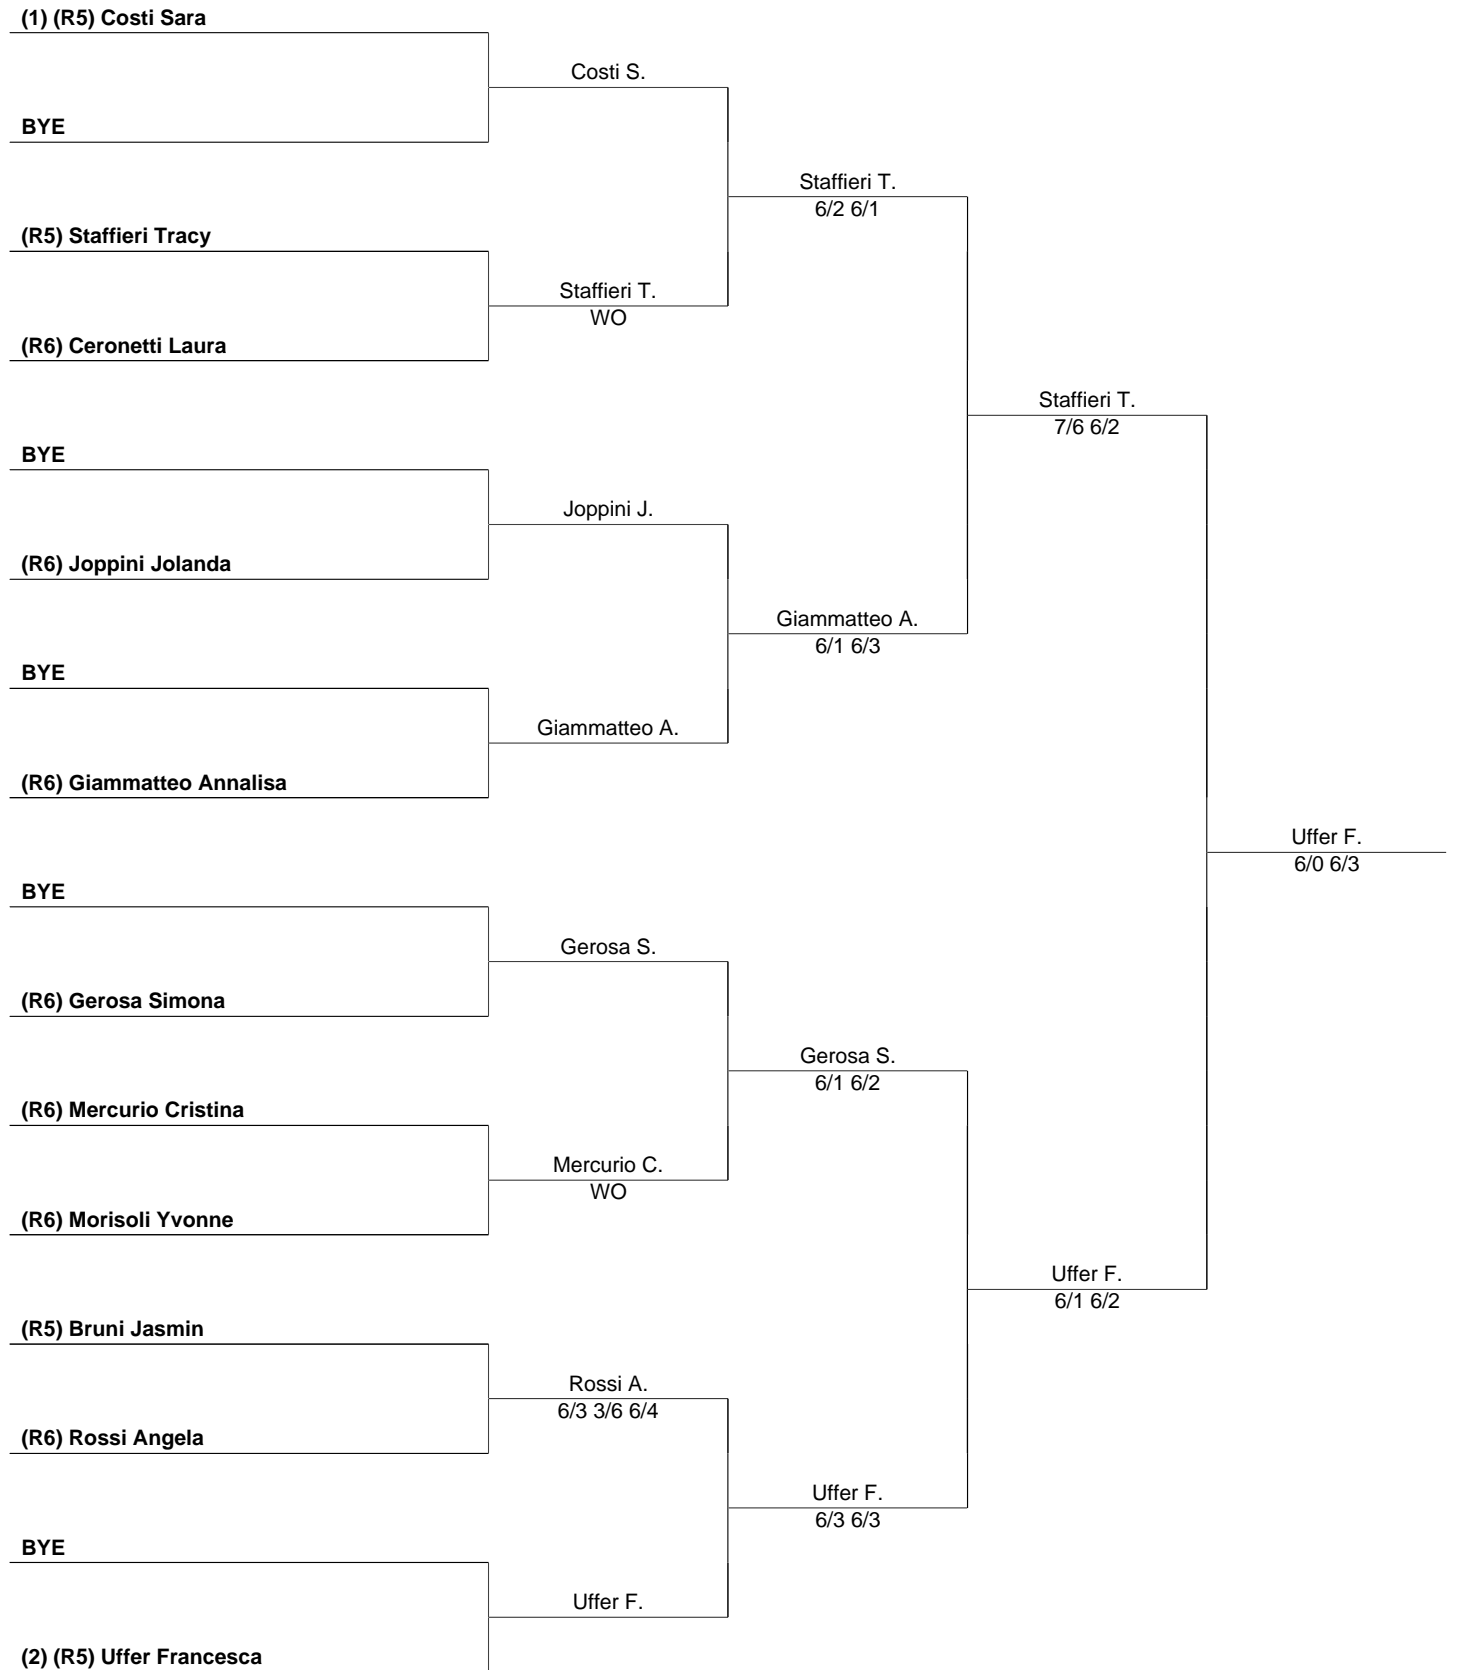 (1) (R5) Costi Sara
Costi S.
BYE
Staffieri T.
6/2 6/1
(R5) Staffieri Tracy
Staffieri T.
WO
(R6) Ceronetti Laura
Staffieri T.
7/6 6/2
BYE
Joppini J.
(R6) Joppini Jolanda
Giammatteo A.
6/1 6/3
BYE
Giammatteo A.
(R6) Giammatteo Annalisa
Uffer F.
6/0 6/3
BYE
Gerosa S.
(R6) Gerosa Simona
Gerosa S.
6/1 6/2
(R6) Mercurio Cristina
Mercurio C.
WO
(R6) Morisoli Yvonne
Uffer F.
6/1 6/2
(R5) Bruni Jasmin
Rossi A.
6/3 3/6 6/4
(R6) Rossi Angela
Uffer F.
6/3 6/3
BYE
Uffer F.
(2) (R5) Uffer Francesca